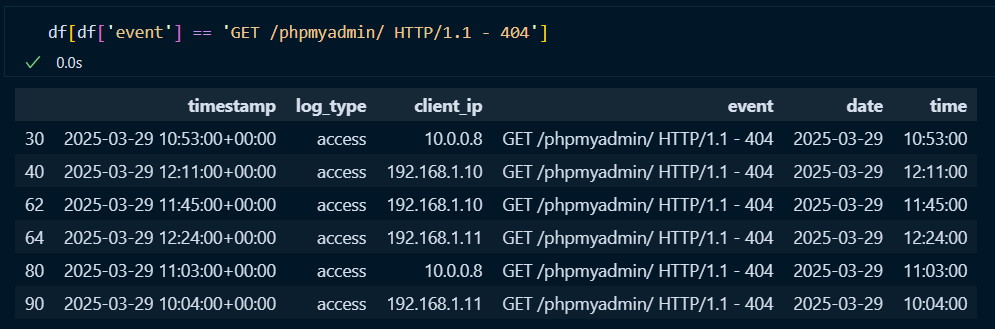 df[df['event'] == 'GET /phpmyadmin/ HTTP/1.1 - 404']
0.0s
timestamp log_type client_ip event date time
30 2025-03-29 10:53:00+00:00 access 10.0.0.8 GET /phpmyadmin/ HTTP/1.1 - 404 2025-03-29 10:53:00
40 2025-03-29 12:11:00+00:00 access 192.168.1.10 GET /phpmyadmin/ HTTP/1.1 - 404 2025-03-29 12:11:00
62 2025-03-29 11:45:00+00:00 access 192.168.1.10 GET /phpmyadmin/ HTTP/1.1 - 404 2025-03-29 11:45:00
64 2025-03-29 12:24:00+00:00 access 192.168.1.11 GET /phpmyadmin/ HTTP/1.1 - 404 2025-03-29 12:24:00
80 2025-03-29 11:03:00+00:00 access 10.0.0.8 GET /phpmyadmin/ HTTP/1.1 - 404 2025-03-29 11:03:00
90 2025-03-29 10:04:00+00:00 access 192.168.1.11 GET /phpmyadmin/ HTTP/1.1 - 404 2025-03-29 10:04:00